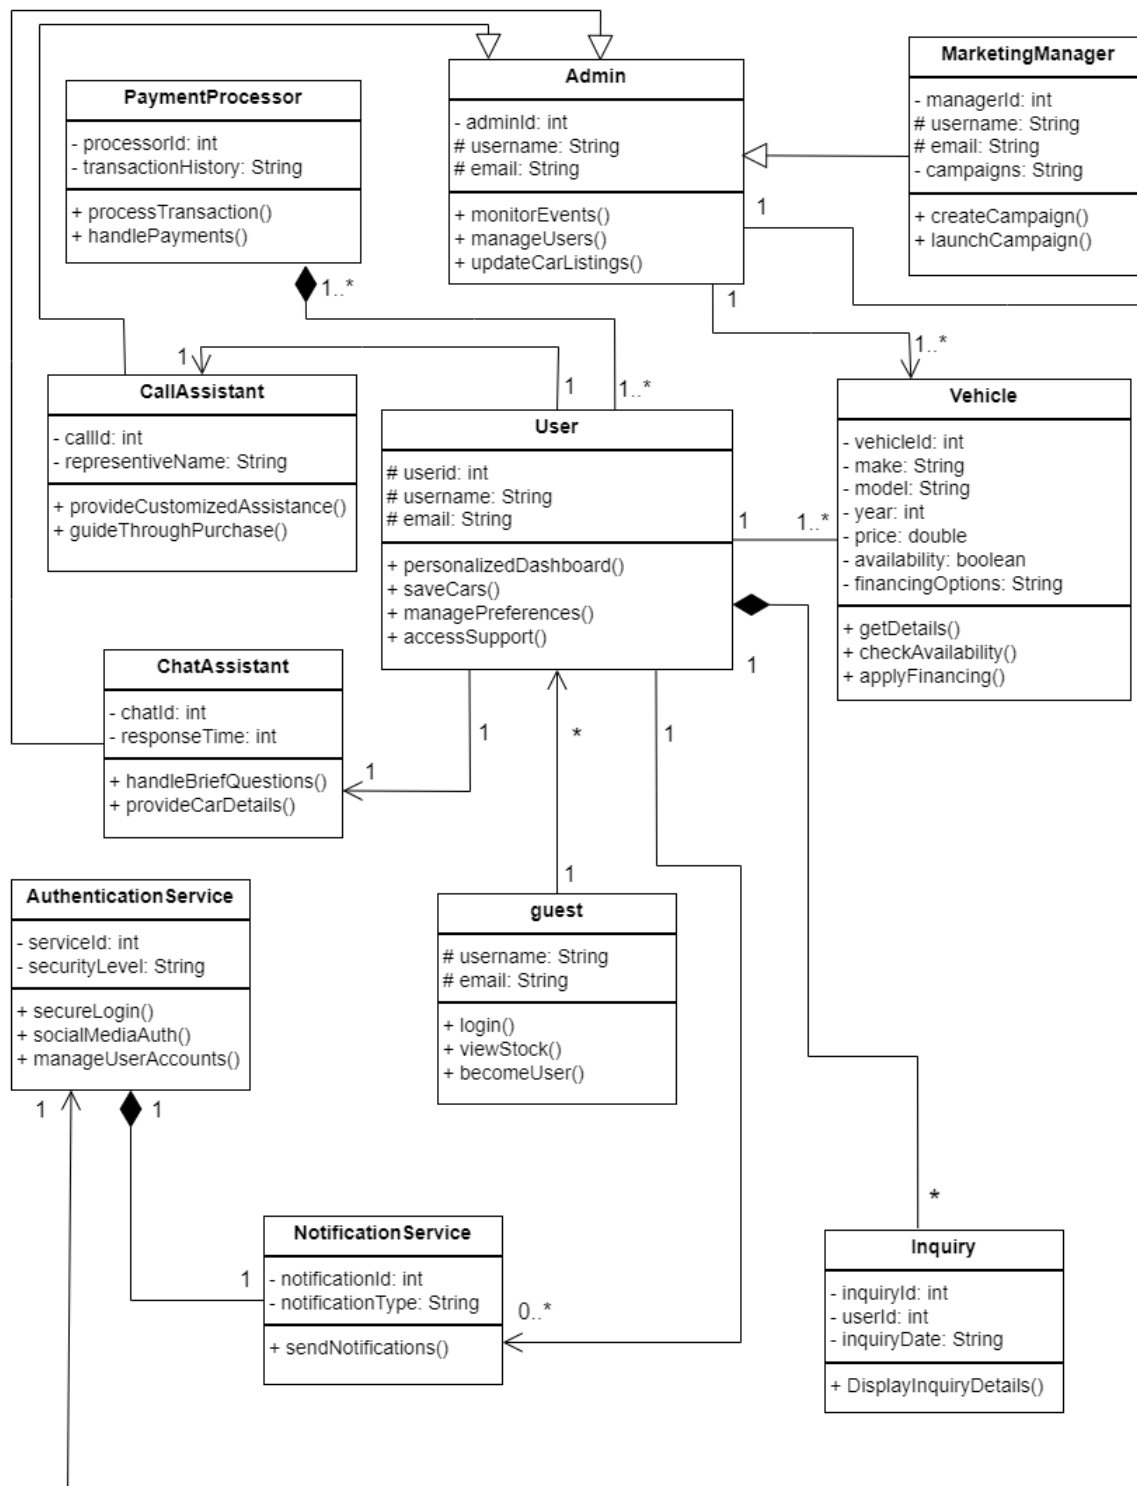 PaymentProcessor
- processorId: int
- transactionHistory: String
+ processTransaction()
+ handlePayments()
1..*
Admin
- adminId: int
# username: String
# email: String
+ monitorEvents()
+ manageUsers()
+ updateCarListings()
1
1
MarketingManager
- managerId: int
# username: String
# email: String
- campaigns: String
+ createCampaign()
+ launchCampaign()
1..*
1
CallAssistant
- callId: int
- representiveName: String
+ provideCustomizedAssistance()
+ guideThroughPurchase()
1
1..*
User
# userid: int
# username: String
# email: String
+ personalizedDashboard()
+ saveCars()
+ managePreferences()
+ accessSupport()
1
1..*
1
Vehicle
- vehicleId: int
- make: String
- model: String
- year: int
- price: double
- availability: boolean
- financingOptions: String
+ getDetails()
+ checkAvailability()
+ applyFinancing()
ChatAssistant
- chatId: int
- responseTime: int
+ handleBriefQuestions()
+ provideCarDetails()
1
1
*
1
1
AuthenticationService
- serviceId: int
- securityLevel: String
+ secureLogin()
+ socialMediaAuth()
+ manageUserAccounts()
1
1
guest
# username: String
# email: String
+ login()
+ viewStock()
+ becomeUser()
NotificationService
- notificationId: int
- notificationType: String
+ sendNotifications()
1
0..*
*
Inquiry
- inquiryId: int
- userId: int
- inquiryDate: String
+ DisplayInquiryDetails()